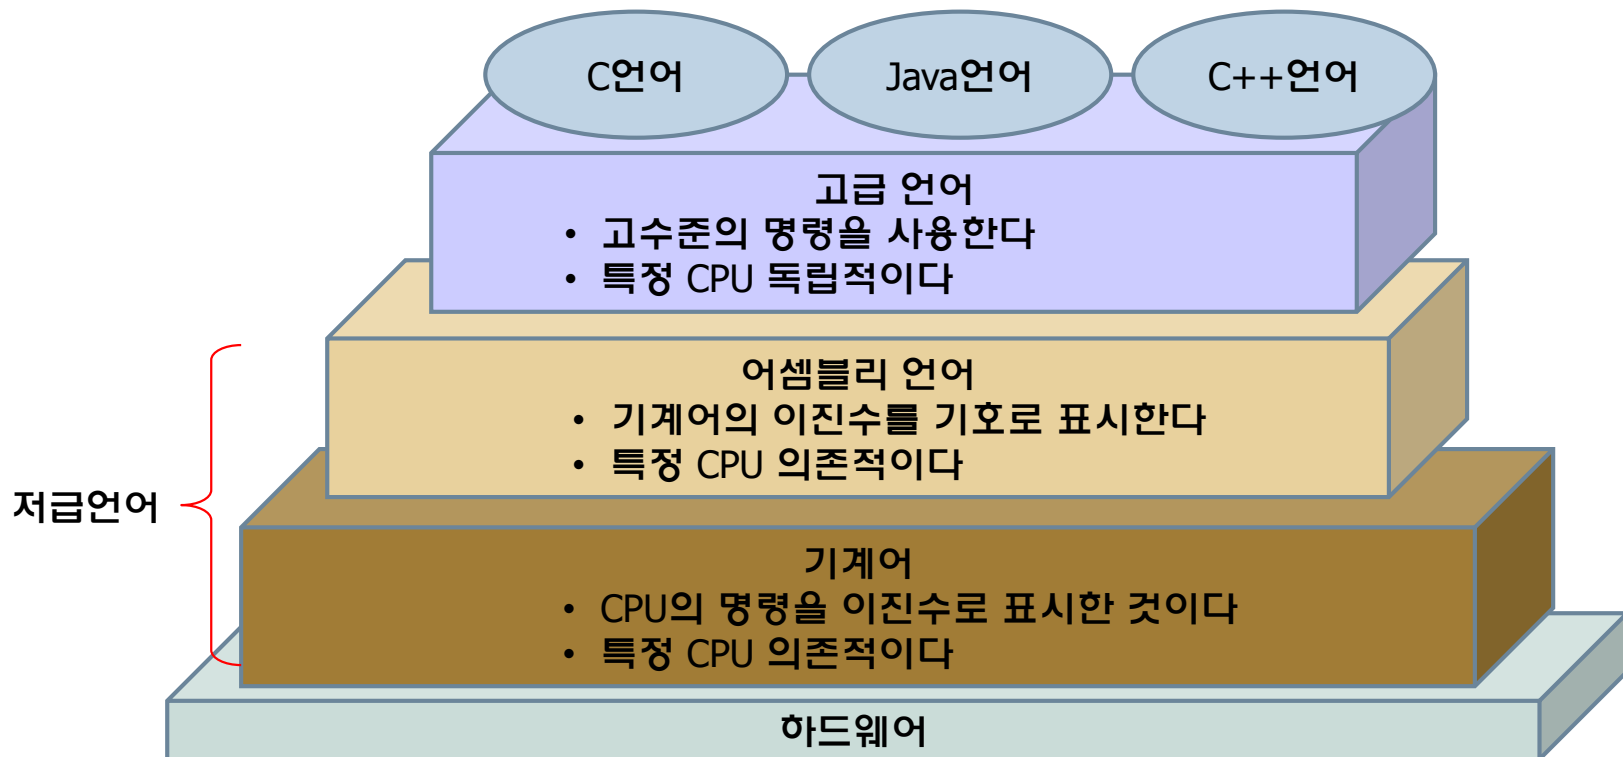 C언어
Java언어
C++언어
고급 언어
• 고수준의 명령을 사용한다
• 특정 CPU 독립적이다
어셈블리 언어
• 기계어의 이진수를 기호로 표시한다
• 특정 CPU 의존적이다
저급언어
기계어
• CPU의 명령을 이진수로 표시한 것이다
• 특정 CPU 의존적이다
하드웨어